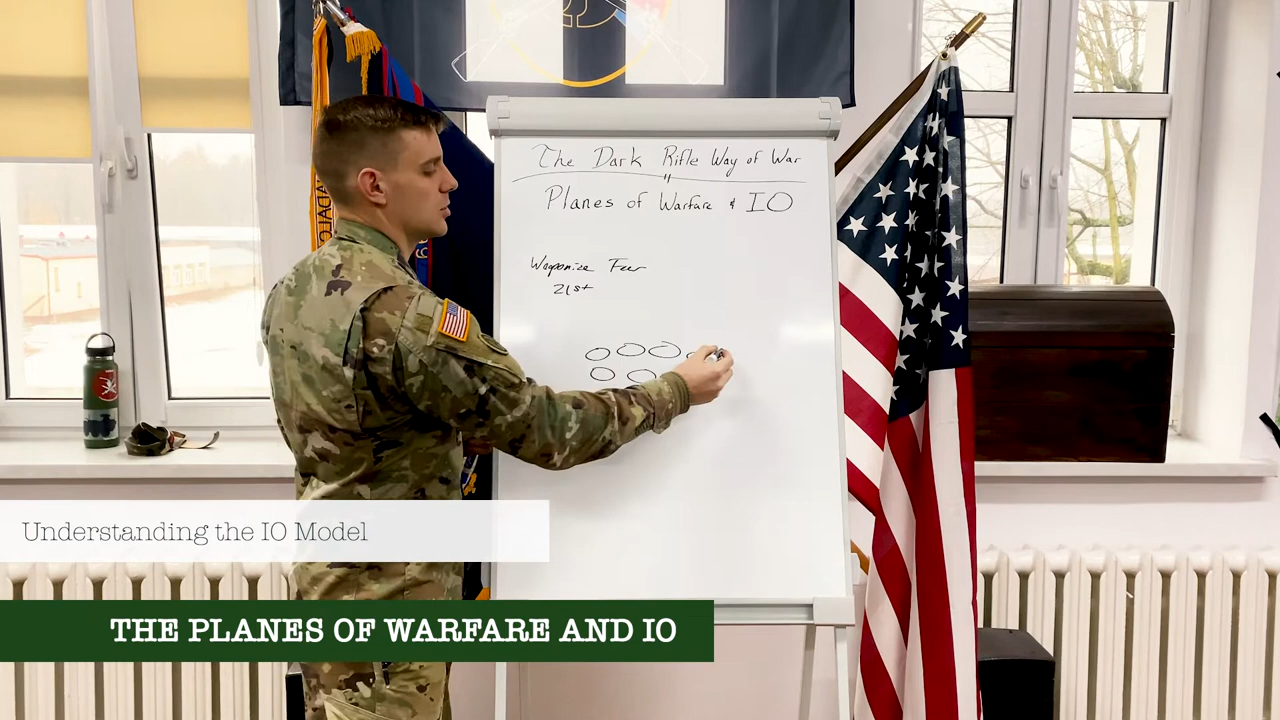 The Dark Rifle Way of War
"
Planes of Warfare & IO
Weaponize Fear
21st
Understanding the IO Model
THE PLANES OF WARFARE AND IO